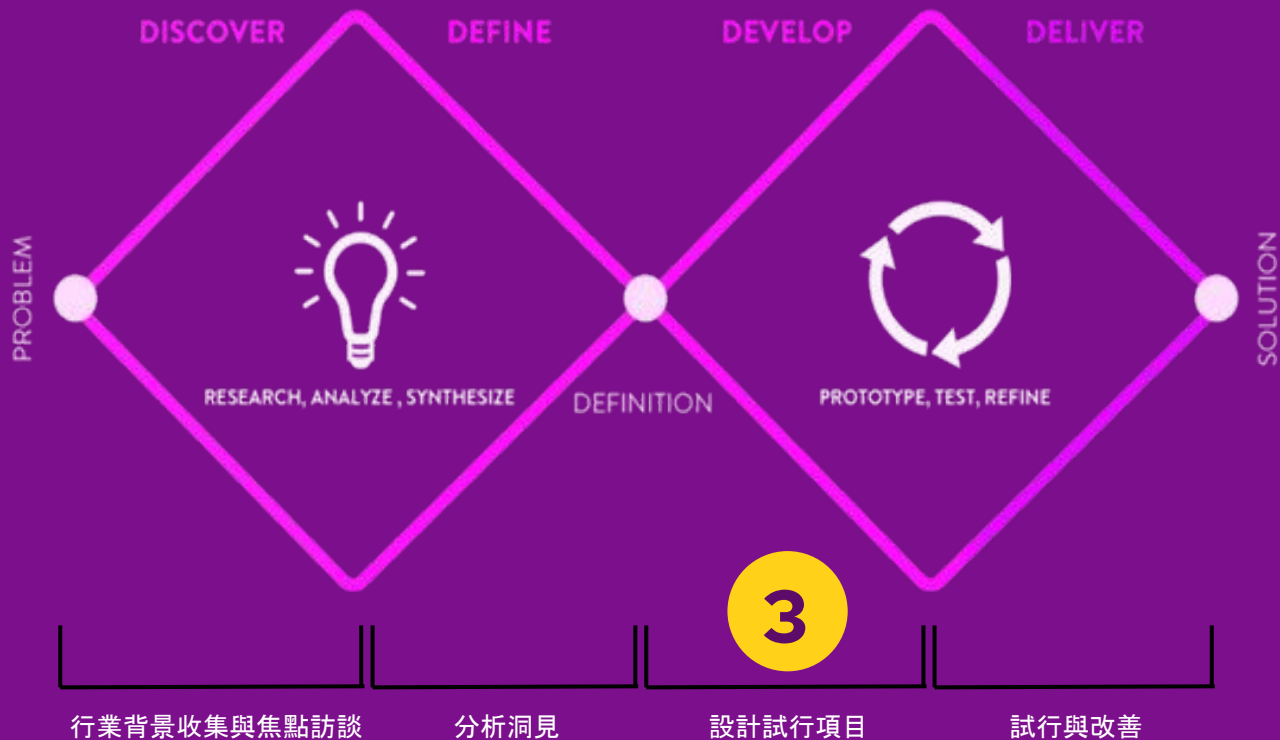 DISCOVER
DEFINE
DEVELOP
DELIVER
PROBLEM
SOLUTION
RESEARCH, ANALYZE , SYNTHESIZE
DEFINITION
PROTOTYPE, TEST, REFINE
3
行業背景收集與焦點訪談
分析洞見
設計試行項目
試行與改善